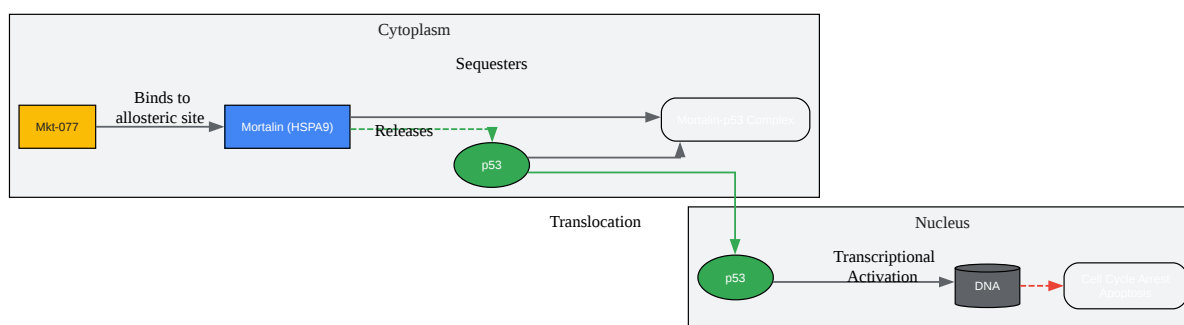 Cytoplasm
Sequesters
Binds to
allosteric site
Mkt-077
Mortalin (HSPA9)
Releases
Mortalin-p53 Complex
p53
Translocation
Nucleus
Transcriptional
Activation
p53
DNA
Cell Cycle Arrest
Apoptosis